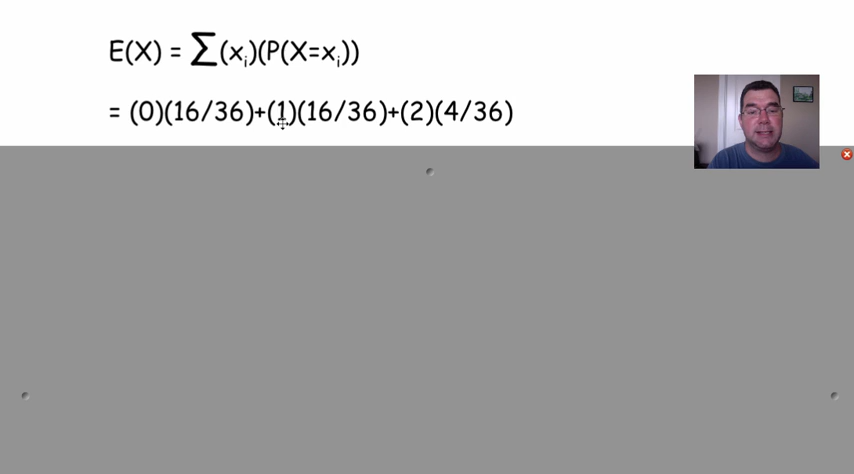 E(X) = ∑(xᵢ)(P(X=xᵢ))
= (0)(16/36)+(1)(16/36)+(2)(4/36)